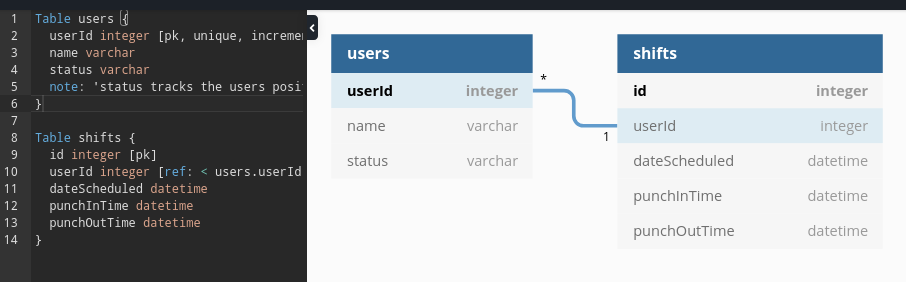 1 Table users {
2 userId integer [pk, unique, increme
3 name varchar
4 status varchar
5 note: 'status tracks the users posi
6 }
7
8 Table shifts {
9 id integer [pk]
10 userId integer [ref: < users.userId
11 dateScheduled datetime
12 punchInTime datetime
13 punchOutTime datetime
14 }
users
userId integer
name varchar
status varchar
*
1
shifts
id integer
userId integer
dateScheduled datetime
punchInTime datetime
punchOutTime datetime